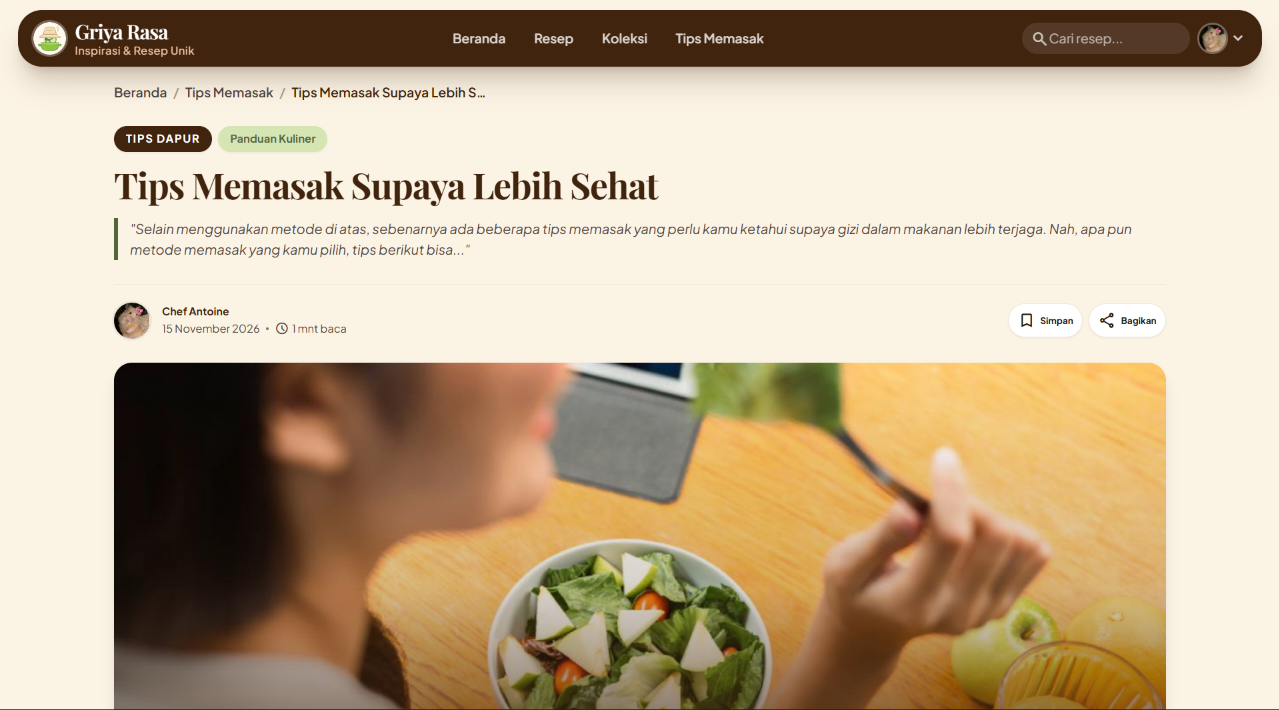 Griya Rasa
Inspirasi & Resep Unik
Beranda
Resep
Koleksi
Tips Memasak
Cari resep...
Beranda / Tips Memasak / Tips Memasak Supaya Lebih S...
TIPS DAPUR
Panduan Kuliner
Tips Memasak Supaya Lebih Sehat
"Selain menggunakan metode di atas, sebenarnya ada beberapa tips memasak yang perlu kamu ketahui supaya gizi dalam makanan lebih terjaga. Nah, apa pun
metode memasak yang kamu pilih, tips berikut bisa..."
Chef Antoine
15 November 2026 • 1 mnt baca
Simpan
Bagikan